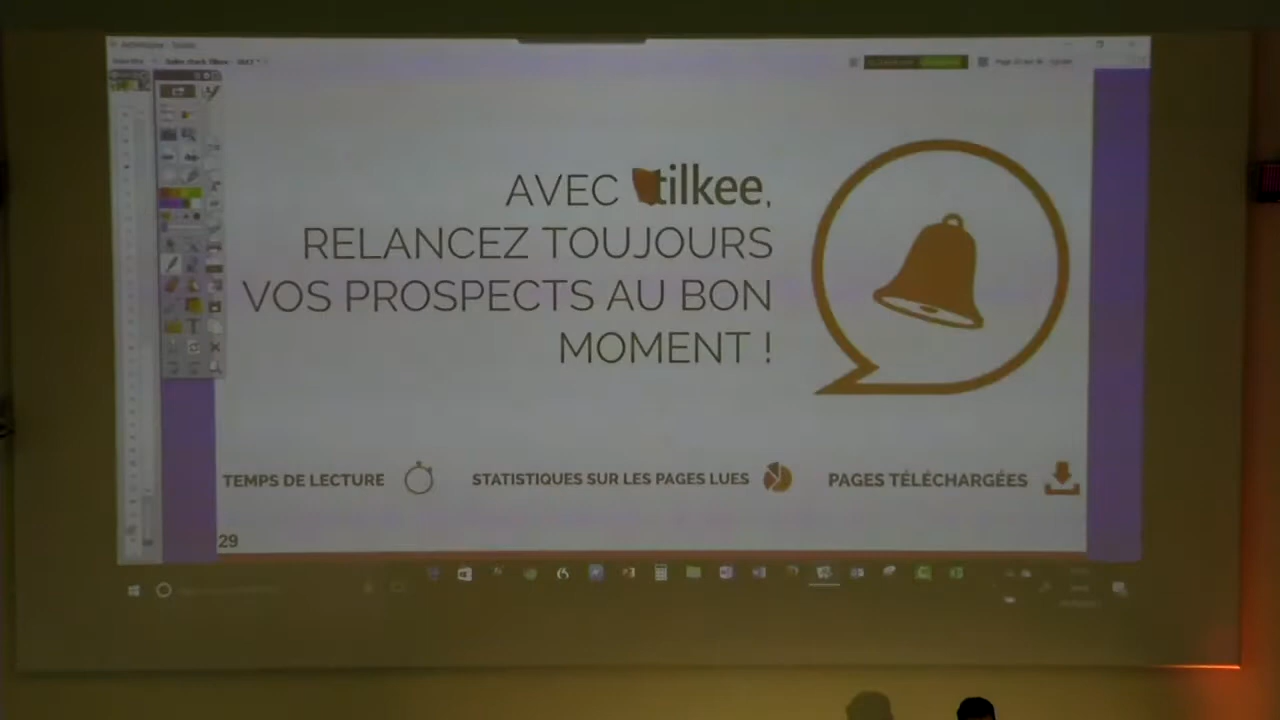 AVEC tilkee,
RELANCEZ TOUJOURS
VOS PROSPECTS AU BON
MOMENT !
TEMPS DE LECTURE
STATISTIQUES SUR LES PAGES LUES
PAGES TÉLÉCHARGÉES
29